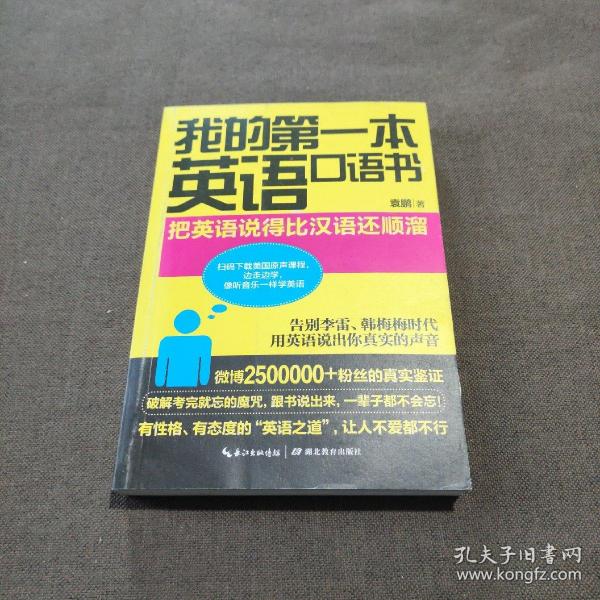 我的第一本
英语口语书
袁鹏 著
把英语说得比汉语还顺溜
扫码下载美国原声课程，
边走边学，
像听音乐一样学英语
告别李雷、韩梅梅时代
用英语说出你真实的声音
微博2500000+粉丝的真实鉴证
破解考完就忘的魔咒，跟书说出来，一辈子都不会忘！
有性格、有态度的“英语之道”，让人不爱都不行
长江出版传媒 湖北教育出版社
孔夫子旧书网
www.kongfz.com